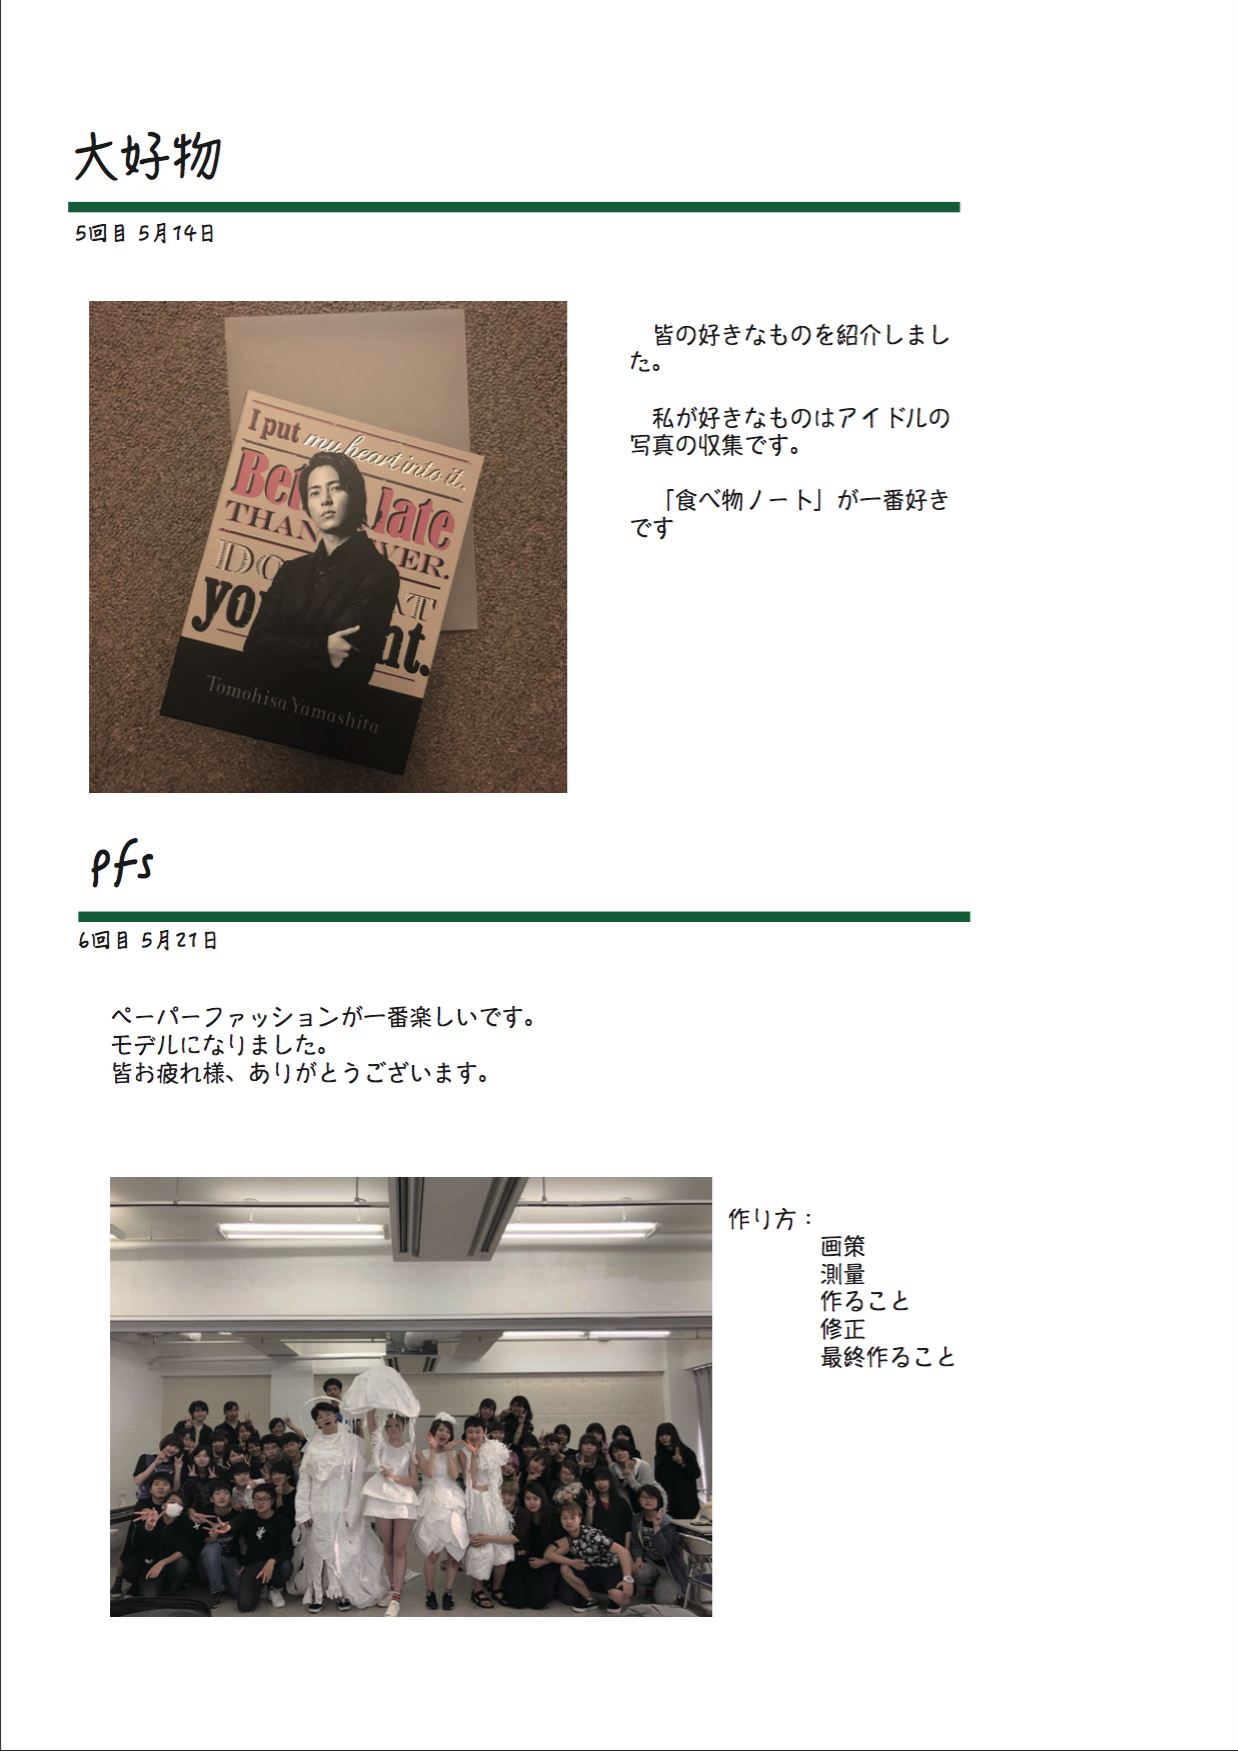 大好物
5回目 5月14日
I put my heart into it.
late
THAN
VER.
Tomohisa Yamashita
　皆の好きなものを紹介しまし
た。
　私が好きなものはアイドルの
写真の収集です。
　「食べ物ノート」が一番好き
です
pfs
6回目 5月21日
ペーパーファッションが一番楽しいです。
モデルになりました。
皆お疲れ様、ありがとうございます。
作り方：
画策
測量
作ること
修正
最終作ること